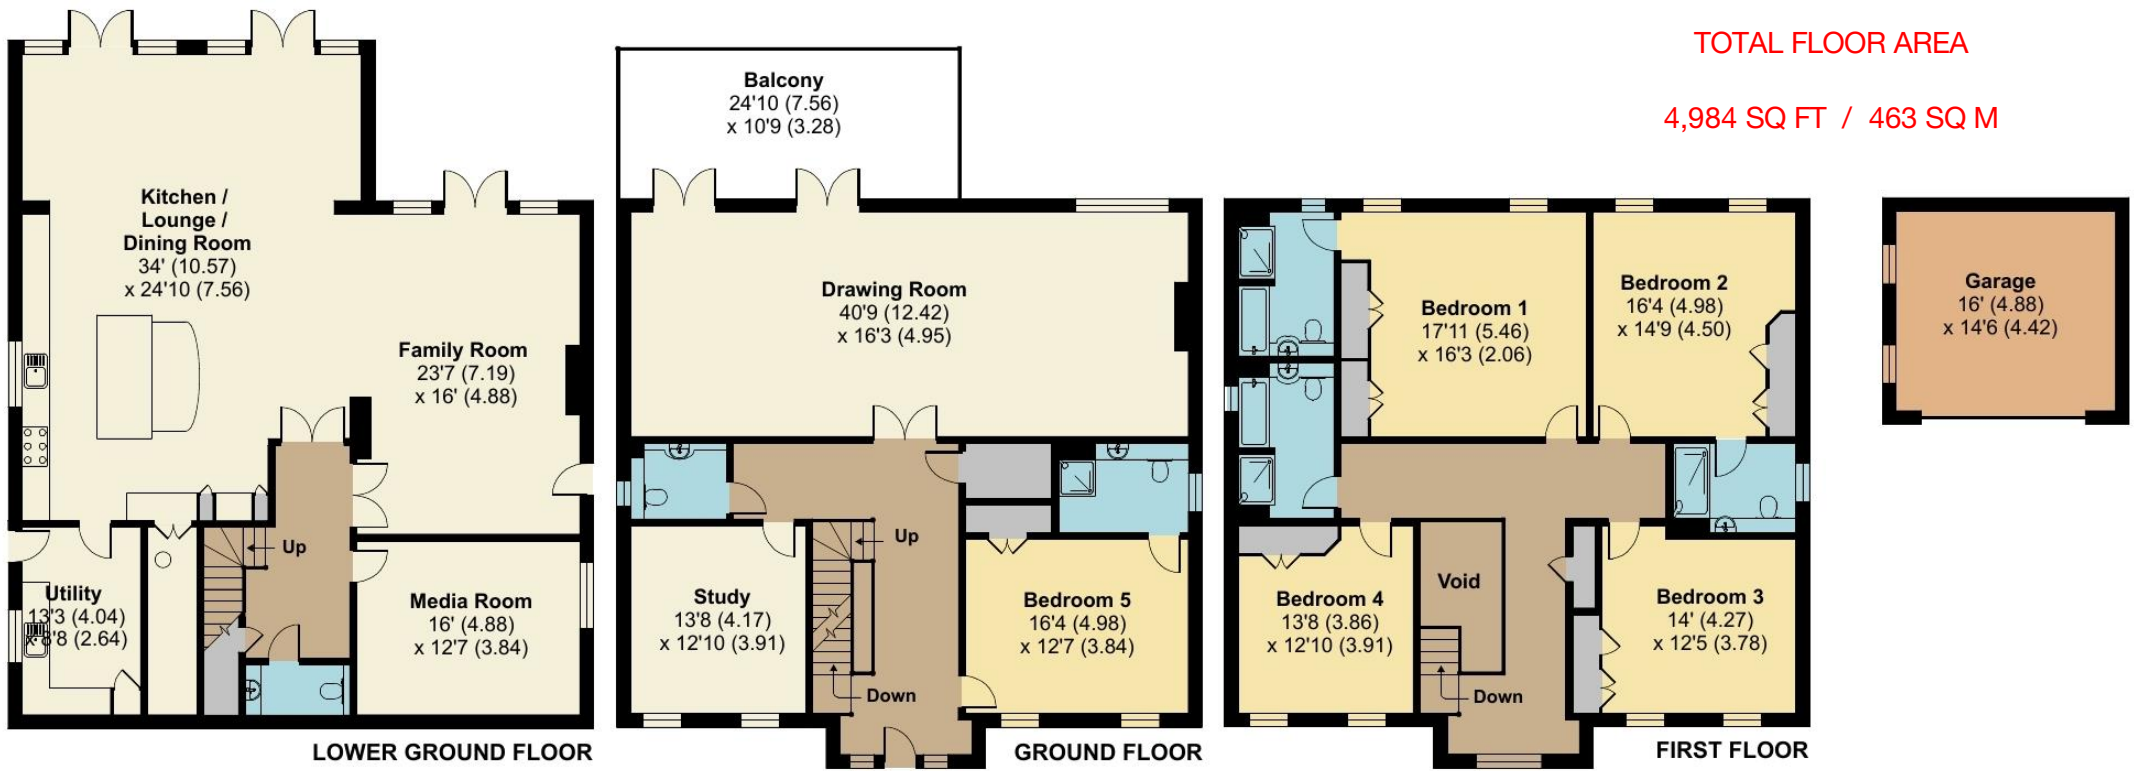 TOTAL FLOOR AREA
4,984 SQ FT / 463 SQ M
Kitchen /
Lounge /
Dining Room
34' (10.57)
x 24'10 (7.56)
Family Room
23'7 (7.19)
x 16' (4.88)
Up
Utility
13'3 (4.04)
x 8'8 (2.64)
Media Room
16' (4.88)
x 12'7 (3.84)
LOWER GROUND FLOOR
Balcony
24'10 (7.56)
x 10'9 (3.28)
Drawing Room
40'9 (12.42)
x 16'3 (4.95)
Up
Study
13'8 (4.17)
x 12'10 (3.91)
Bedroom 5
16'4 (4.98)
x 12'7 (3.84)
Down
GROUND FLOOR
Bedroom 1
17'11 (5.46)
x 16'3 (2.06)
Bedroom 2
16'4 (4.98)
x 14'9 (4.50)
Void
Bedroom 4
13'8 (3.86)
x 12'10 (3.91)
Bedroom 3
14' (4.27)
x 12'5 (3.78)
Down
FIRST FLOOR
Garage
16' (4.88)
x 14'6 (4.42)